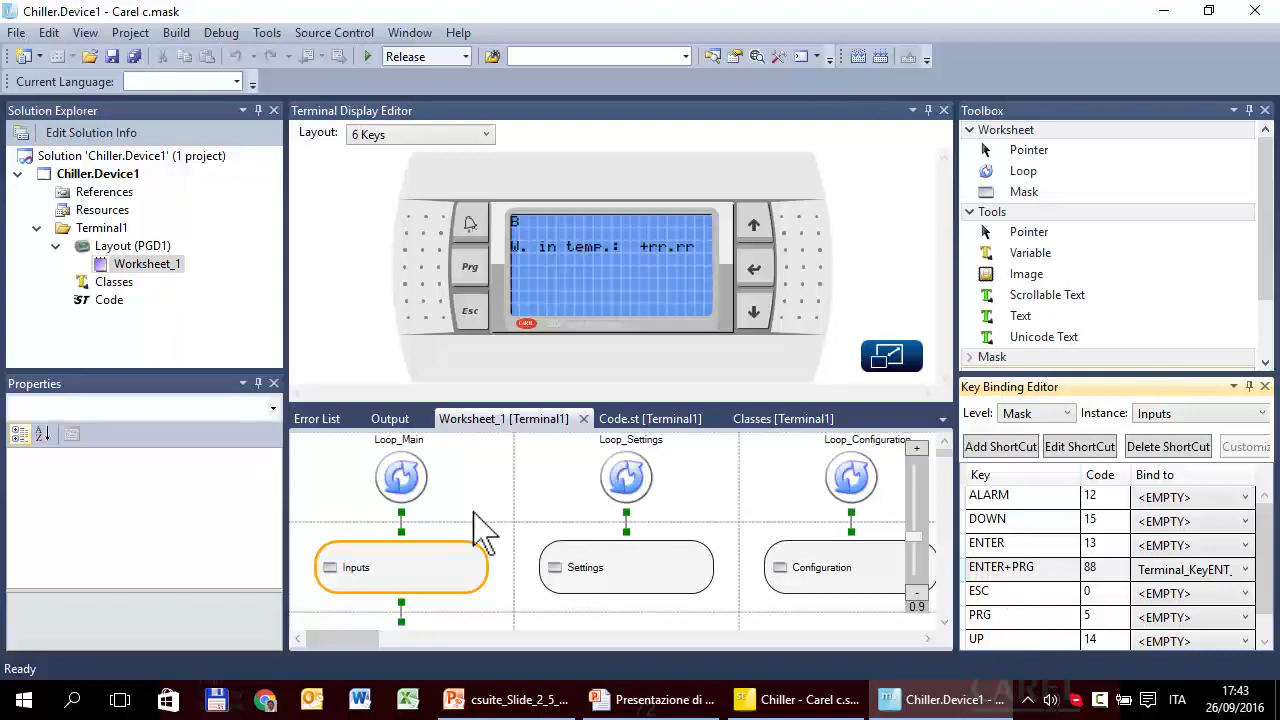 Chiller.Device1 - Carel c.mask
File Edit View Project Build Debug Tools Source Control Window Help
Release
Current Language:
Solution Explorer
Edit Solution Info
Solution 'Chiller.Device1' (1 project)
Chiller.Device1
References
Resources
Terminal1
Layout (PGD1)
Worksheet_1
Classes
ST Code
Properties
Terminal Display Editor
Layout: 6 Keys
B
W. in temp.: +rr.rr
Prg
Esc
CAREL
Error List Output Worksheet_1 [Terminal1] Code.st [Terminal1] Classes [Terminal1]
Loop_Main Loop_Settings Loop_Configuration
Inputs Settings Configuration
+
-
0.9
Toolbox
Worksheet
Pointer
Loop
Mask
Tools
Pointer
Variable
Image
Scrollable Text
Text
Unicode Text
Mask
Key Binding Editor
Level: Mask Instance: Inputs
Add ShortCut Edit ShortCut Delete ShortCut Customiz
Key Code Bind to
ALARM 12 <EMPTY>
DOWN 15 <EMPTY>
ENTER 13 <EMPTY>
ENTER+PRG 88 Terminal_KeyENT_
ESC 0 <EMPTY>
PRG 5 <EMPTY>
UP 14 <EMPTY>
Ready
csuite_Slide_2_5_... Presentazione di ... Chiller - Carel c.s... Chiller.Device1 - ... ITA 17:43
26/09/2016